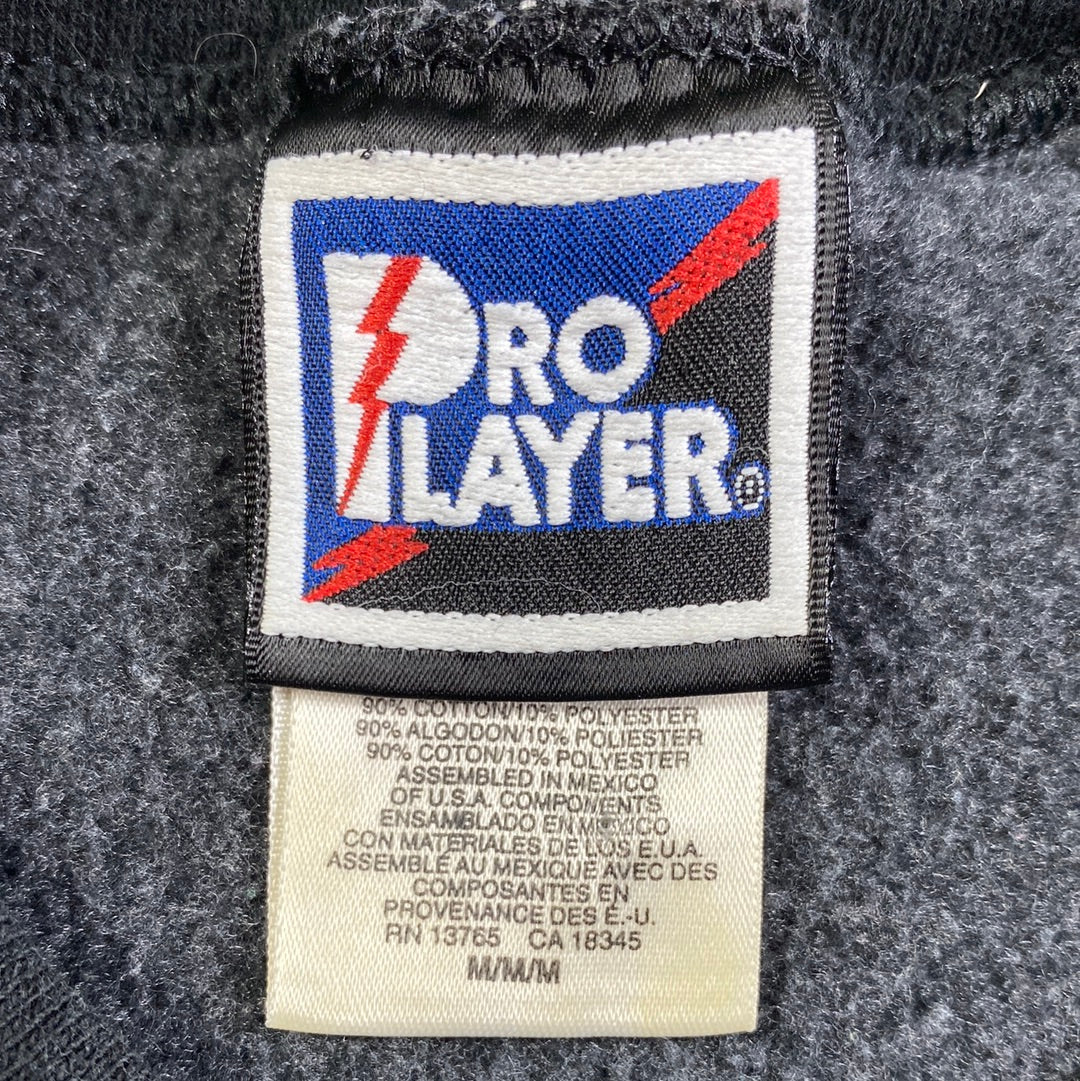 PRO
PLAYER®
90% COTTON/10% POLYESTER
90% ALGODON/10% POLIESTER
90% COTON/10% POLYESTER
ASSEMBLED IN MEXICO
OF U.S.A. COMPONENTS
ENSAMBLADO EN MEXICO
CON MATERIALES DE LOS E.U.A.
ASSEMBLÉ AU MEXIQUE AVEC DES
COMPOSANTES EN
PROVENANCE DES É.-U.
RN 13765 CA 18345
M/M/M